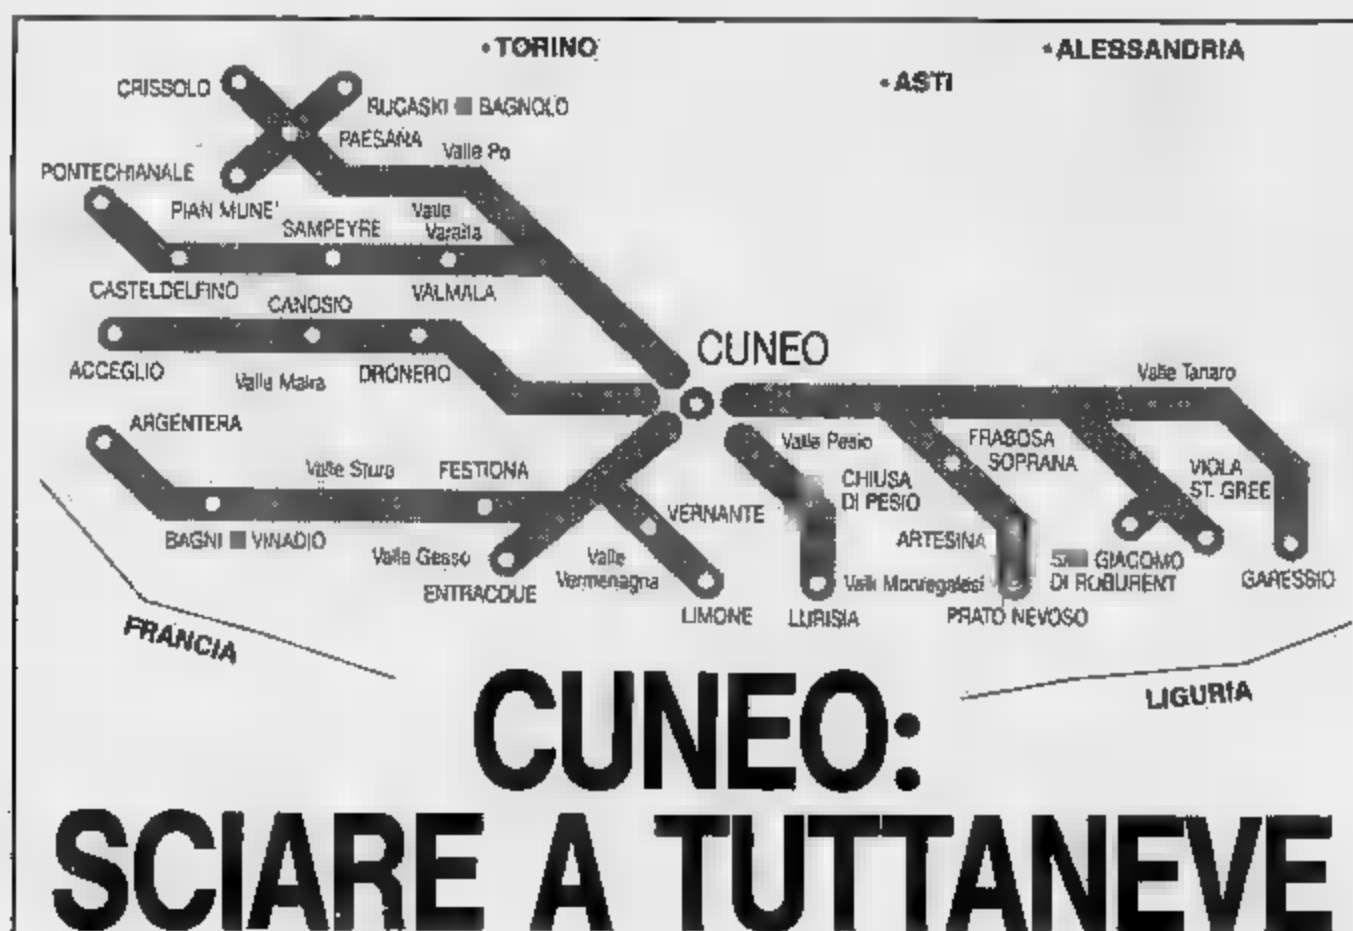 • TORINO
• ALESSANDRIA
• ASTI
CRISSOLO
RUCASKI BAGNOLO
PAESANA
Valle Po
PONTECHIANALE
PIAN MUNE'
SAMPEYRE
Valle
Varaita
CASTELDELFINO
CANOSIO
VALMALA
CUNEO
ACCEGLIO
Valle Maira
DRONERO
Valle Tanaro
ARGENTERA
Valle Stura
FESTIONA
Valle Pesio
FRABOSA
SOPRANA
VIOLA
ST. GREE
CHIUSA
DI PESIO
VERNANTE
BAGNI VINADIO
Valle Gesso
ENTRACQUE
Valle
Vermenagna
ARTESINA
GIACOMO
DI ROBURENT
GARESSIO
Valli Monregalesi
LIMONE
LURISIA
PRATO NEVOSO
FRANCIA
LIGURIA
CUNEO:
SCIARE A TUTTANEVE